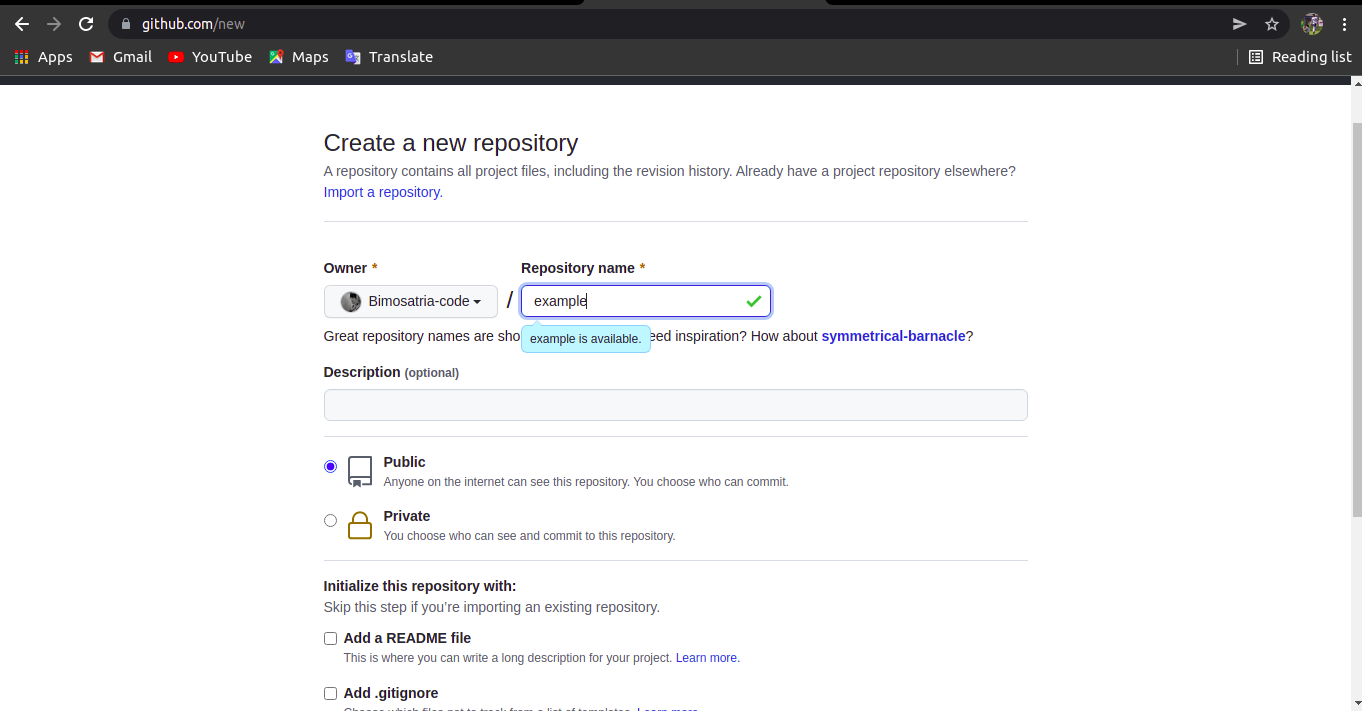 github.com/new
Apps Gmail YouTube Maps Translate Reading list
Create a new repository
A repository contains all project files, including the revision history. Already have a project repository elsewhere?
Import a repository.
Owner * Repository name *
Bimosatria-code / example
Great repository names are sho eed inspiration? How about symmetrical-barnacle?
example is available.
Description (optional)
Public
Anyone on the internet can see this repository. You choose who can commit.
Private
You choose who can see and commit to this repository.
Initialize this repository with:
Skip this step if you’re importing an existing repository.
Add a README file
This is where you can write a long description for your project. Learn more.
Add .gitignore